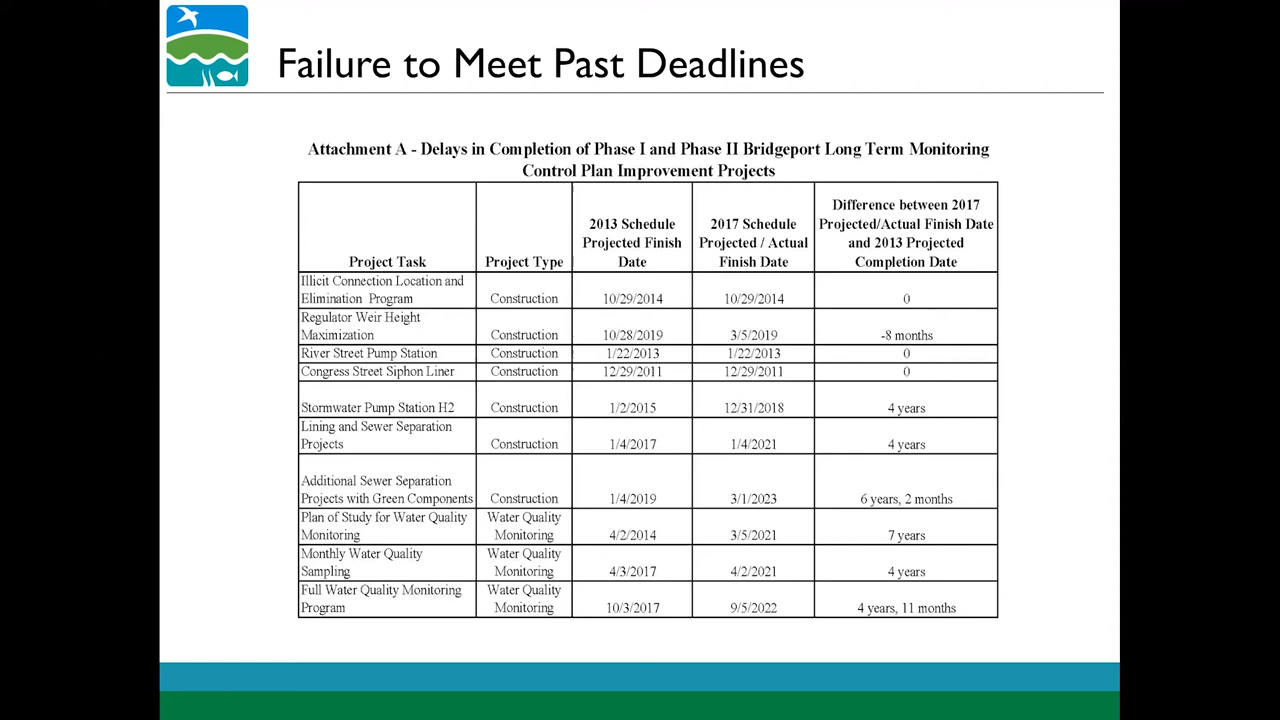 Failure to Meet Past Deadlines
Attachment A - Delays in Completion of Phase I and Phase II Bridgeport Long Term Monitoring
Control Plan Improvement Projects
Project Task | Project Type | 2013 Schedule Projected Finish Date | 2017 Schedule Projected / Actual Finish Date | Difference between 2017 Projected/Actual Finish Date and 2013 Projected Completion Date
Illicit Connection Location and Elimination Program | Construction | 10/29/2014 | 10/29/2014 | 0
Regulator Weir Height Maximization | Construction | 10/28/2019 | 3/5/2019 | -8 months
River Street Pump Station | Construction | 1/22/2013 | 1/22/2013 | 0
Congress Street Siphon Liner | Construction | 12/29/2011 | 12/29/2011 | 0
Stormwater Pump Station H2 | Construction | 1/2/2015 | 12/31/2018 | 4 years
Lining and Sewer Separation Projects | Construction | 1/4/2017 | 1/4/2021 | 4 years
Additional Sewer Separation Projects with Green Components | Construction | 1/4/2019 | 3/1/2023 | 6 years, 2 months
Plan of Study for Water Quality Monitoring | Water Quality Monitoring | 4/2/2014 | 3/5/2021 | 7 years
Monthly Water Quality Sampling | Water Quality Monitoring | 4/3/2017 | 4/2/2021 | 4 years
Full Water Quality Monitoring Program | Water Quality Monitoring | 10/3/2017 | 9/5/2022 | 4 years, 11 months